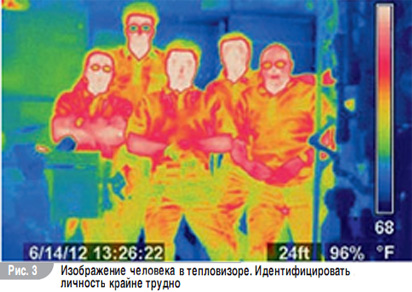 68
6/14/12 13:26:22 24ft 96% °F
Рис. 3 Изображение человека в тепловизоре. Идентифицировать
личность крайне трудно